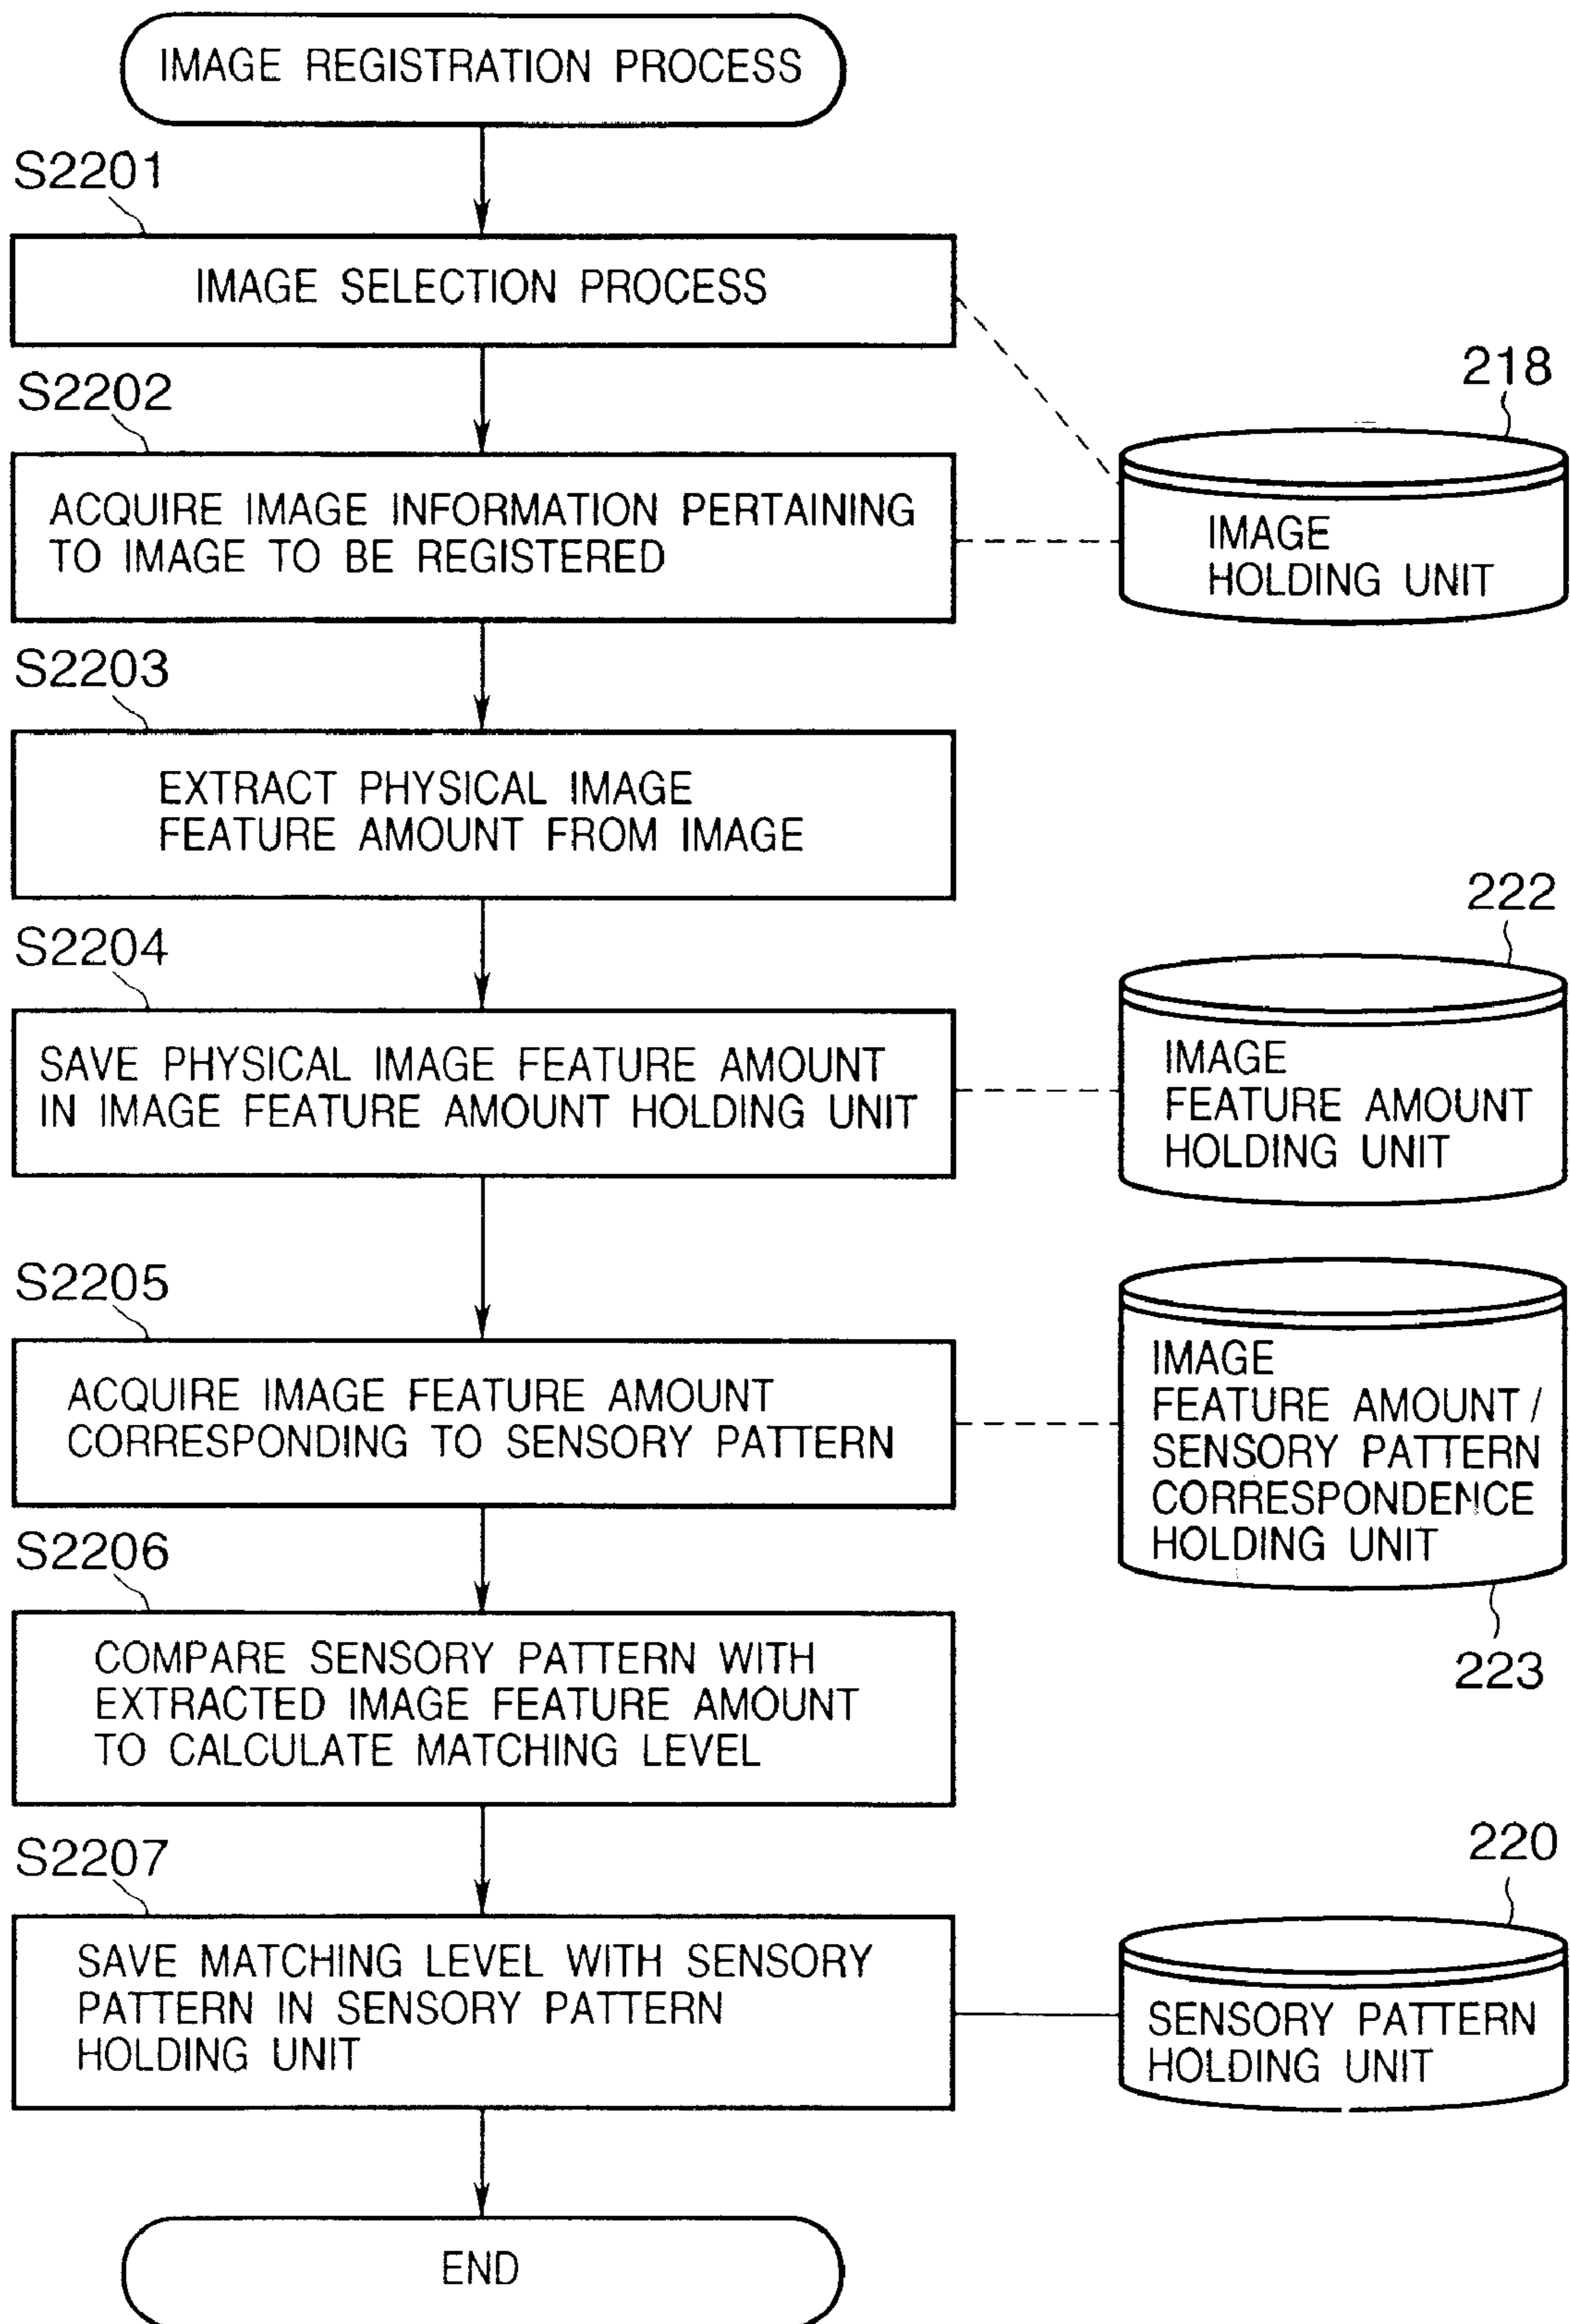 IMAGE REGISTRATION PROCESS
S2201
IMAGE SELECTION PROCESS
S2202
ACQUIRE IMAGE INFORMATION PERTAINING
TO IMAGE TO BE REGISTERED
218
IMAGE
HOLDING UNIT
S2203
EXTRACT PHYSICAL IMAGE
FEATURE AMOUNT FROM IMAGE
S2204
SAVE PHYSICAL IMAGE FEATURE AMOUNT
IN IMAGE FEATURE AMOUNT HOLDING UNIT
222
IMAGE
FEATURE AMOUNT
HOLDING UNIT
S2205
ACQUIRE IMAGE FEATURE AMOUNT
CORRESPONDING TO SENSORY PATTERN
IMAGE
FEATURE AMOUNT/
SENSORY PATTERN
CORRESPONDENCE
HOLDING UNIT
223
S2206
COMPARE SENSORY PATTERN WITH
EXTRACTED IMAGE FEATURE AMOUNT
TO CALCULATE MATCHING LEVEL
S2207
SAVE MATCHING LEVEL WITH SENSORY
PATTERN IN SENSORY PATTERN
HOLDING UNIT
220
SENSORY PATTERN
HOLDING UNIT
END